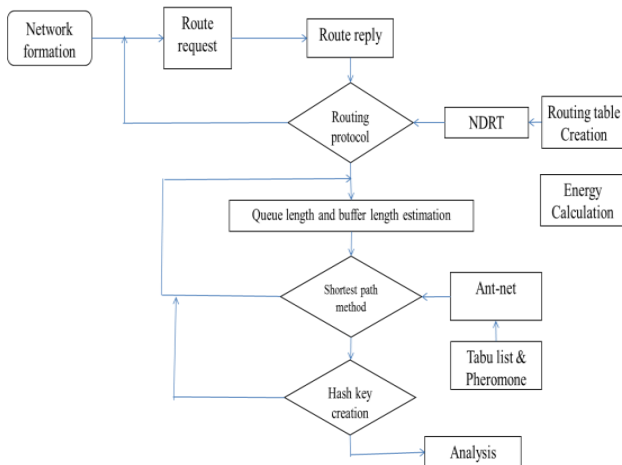 Network
formation
Route
request
Route reply
Routing
protocol
NDRT
Routing table
Creation
Energy
Calculation
Queue length and buffer length estimation
Shortest path
method
Ant-net
Tabu list &
Pheromone
Hash key
creation
Analysis